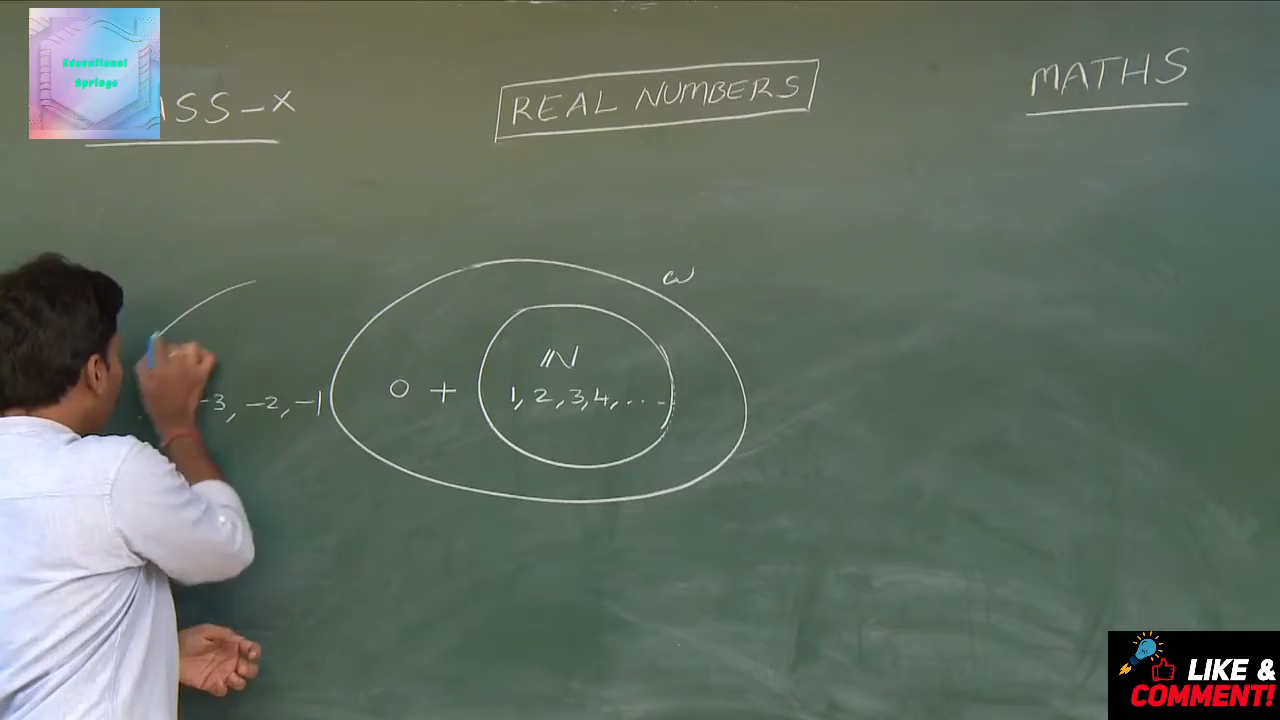 Educational
Springs
ASS-X
REAL NUMBERS
MATHS
W
N
-3, -2, -1
0 +
1, 2, 3, 4, ....
LIKE &
COMMENT!